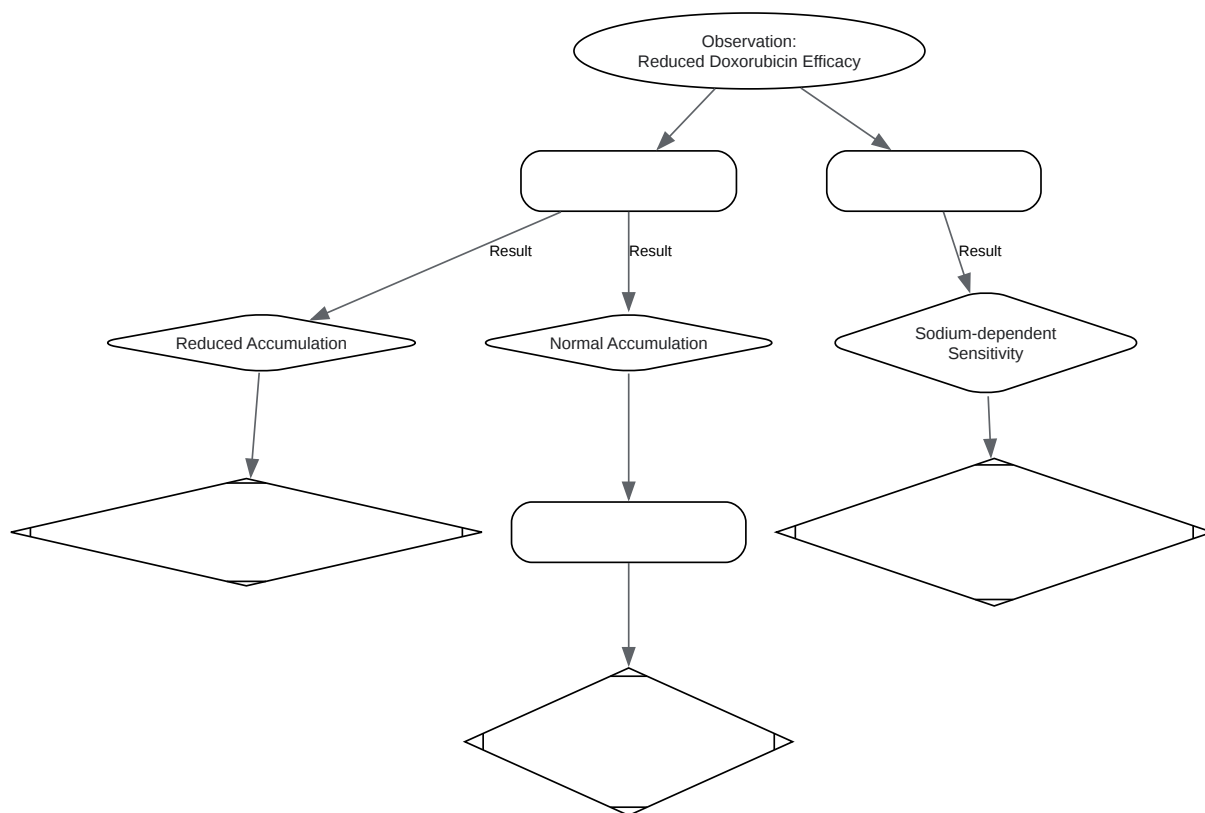 Observation:
Reduced Doxorubicin Efficacy
Result
Result
Result
Reduced Accumulation
Normal Accumulation
Sodium-dependent
Sensitivity